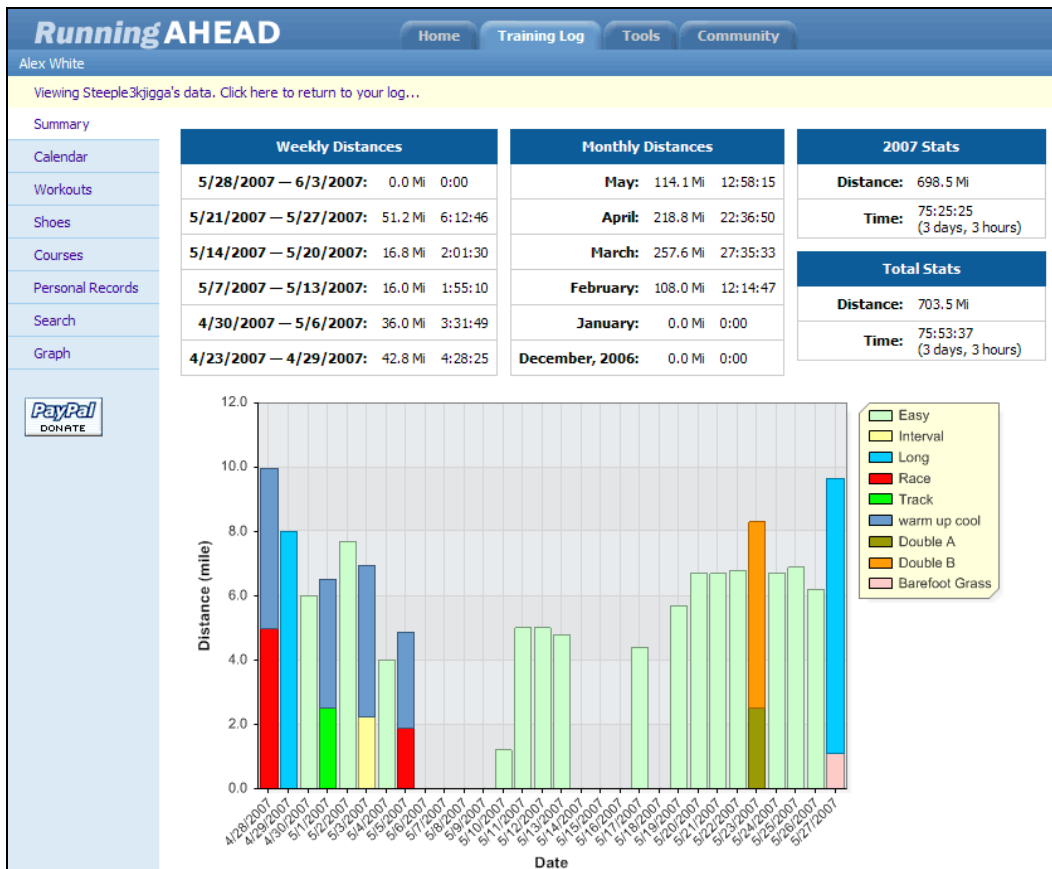 Running AHEAD
Home
Training Log
Tools
Community
Alex White
Viewing Steeple3kjigga's data. Click here to return to your log...
Summary
Calendar
Workouts
Shoes
Courses
Personal Records
Search
Graph
PayPal
DONATE
Weekly Distances
5/28/2007 — 6/3/2007: 0.0 Mi 0:00
5/21/2007 — 5/27/2007: 51.2 Mi 6:12:46
5/14/2007 — 5/20/2007: 16.8 Mi 2:01:30
5/7/2007 — 5/13/2007: 16.0 Mi 1:55:10
4/30/2007 — 5/6/2007: 36.0 Mi 3:31:49
4/23/2007 — 4/29/2007: 42.8 Mi 4:28:25
Monthly Distances
May: 114.1 Mi 12:58:15
April: 218.8 Mi 22:36:50
March: 257.6 Mi 27:35:33
February: 108.0 Mi 12:14:47
January: 0.0 Mi 0:00
December, 2006: 0.0 Mi 0:00
2007 Stats
Distance: 698.5 Mi
Time: 75:25:25
(3 days, 3 hours)
Total Stats
Distance: 703.5 Mi
Time: 75:53:37
(3 days, 3 hours)
Distance (mile)
12.0
10.0
8.0
6.0
4.0
2.0
0.0
4/28/2007
4/29/2007
4/30/2007
5/1/2007
5/2/2007
5/3/2007
5/4/2007
5/5/2007
5/6/2007
5/7/2007
5/8/2007
5/9/2007
5/10/2007
5/11/2007
5/12/2007
5/13/2007
5/14/2007
5/15/2007
5/16/2007
5/17/2007
5/18/2007
5/19/2007
5/20/2007
5/21/2007
5/22/2007
5/23/2007
5/24/2007
5/25/2007
5/26/2007
5/27/2007
Date
Easy
Interval
Long
Race
Track
warm up cool
Double A
Double B
Barefoot Grass